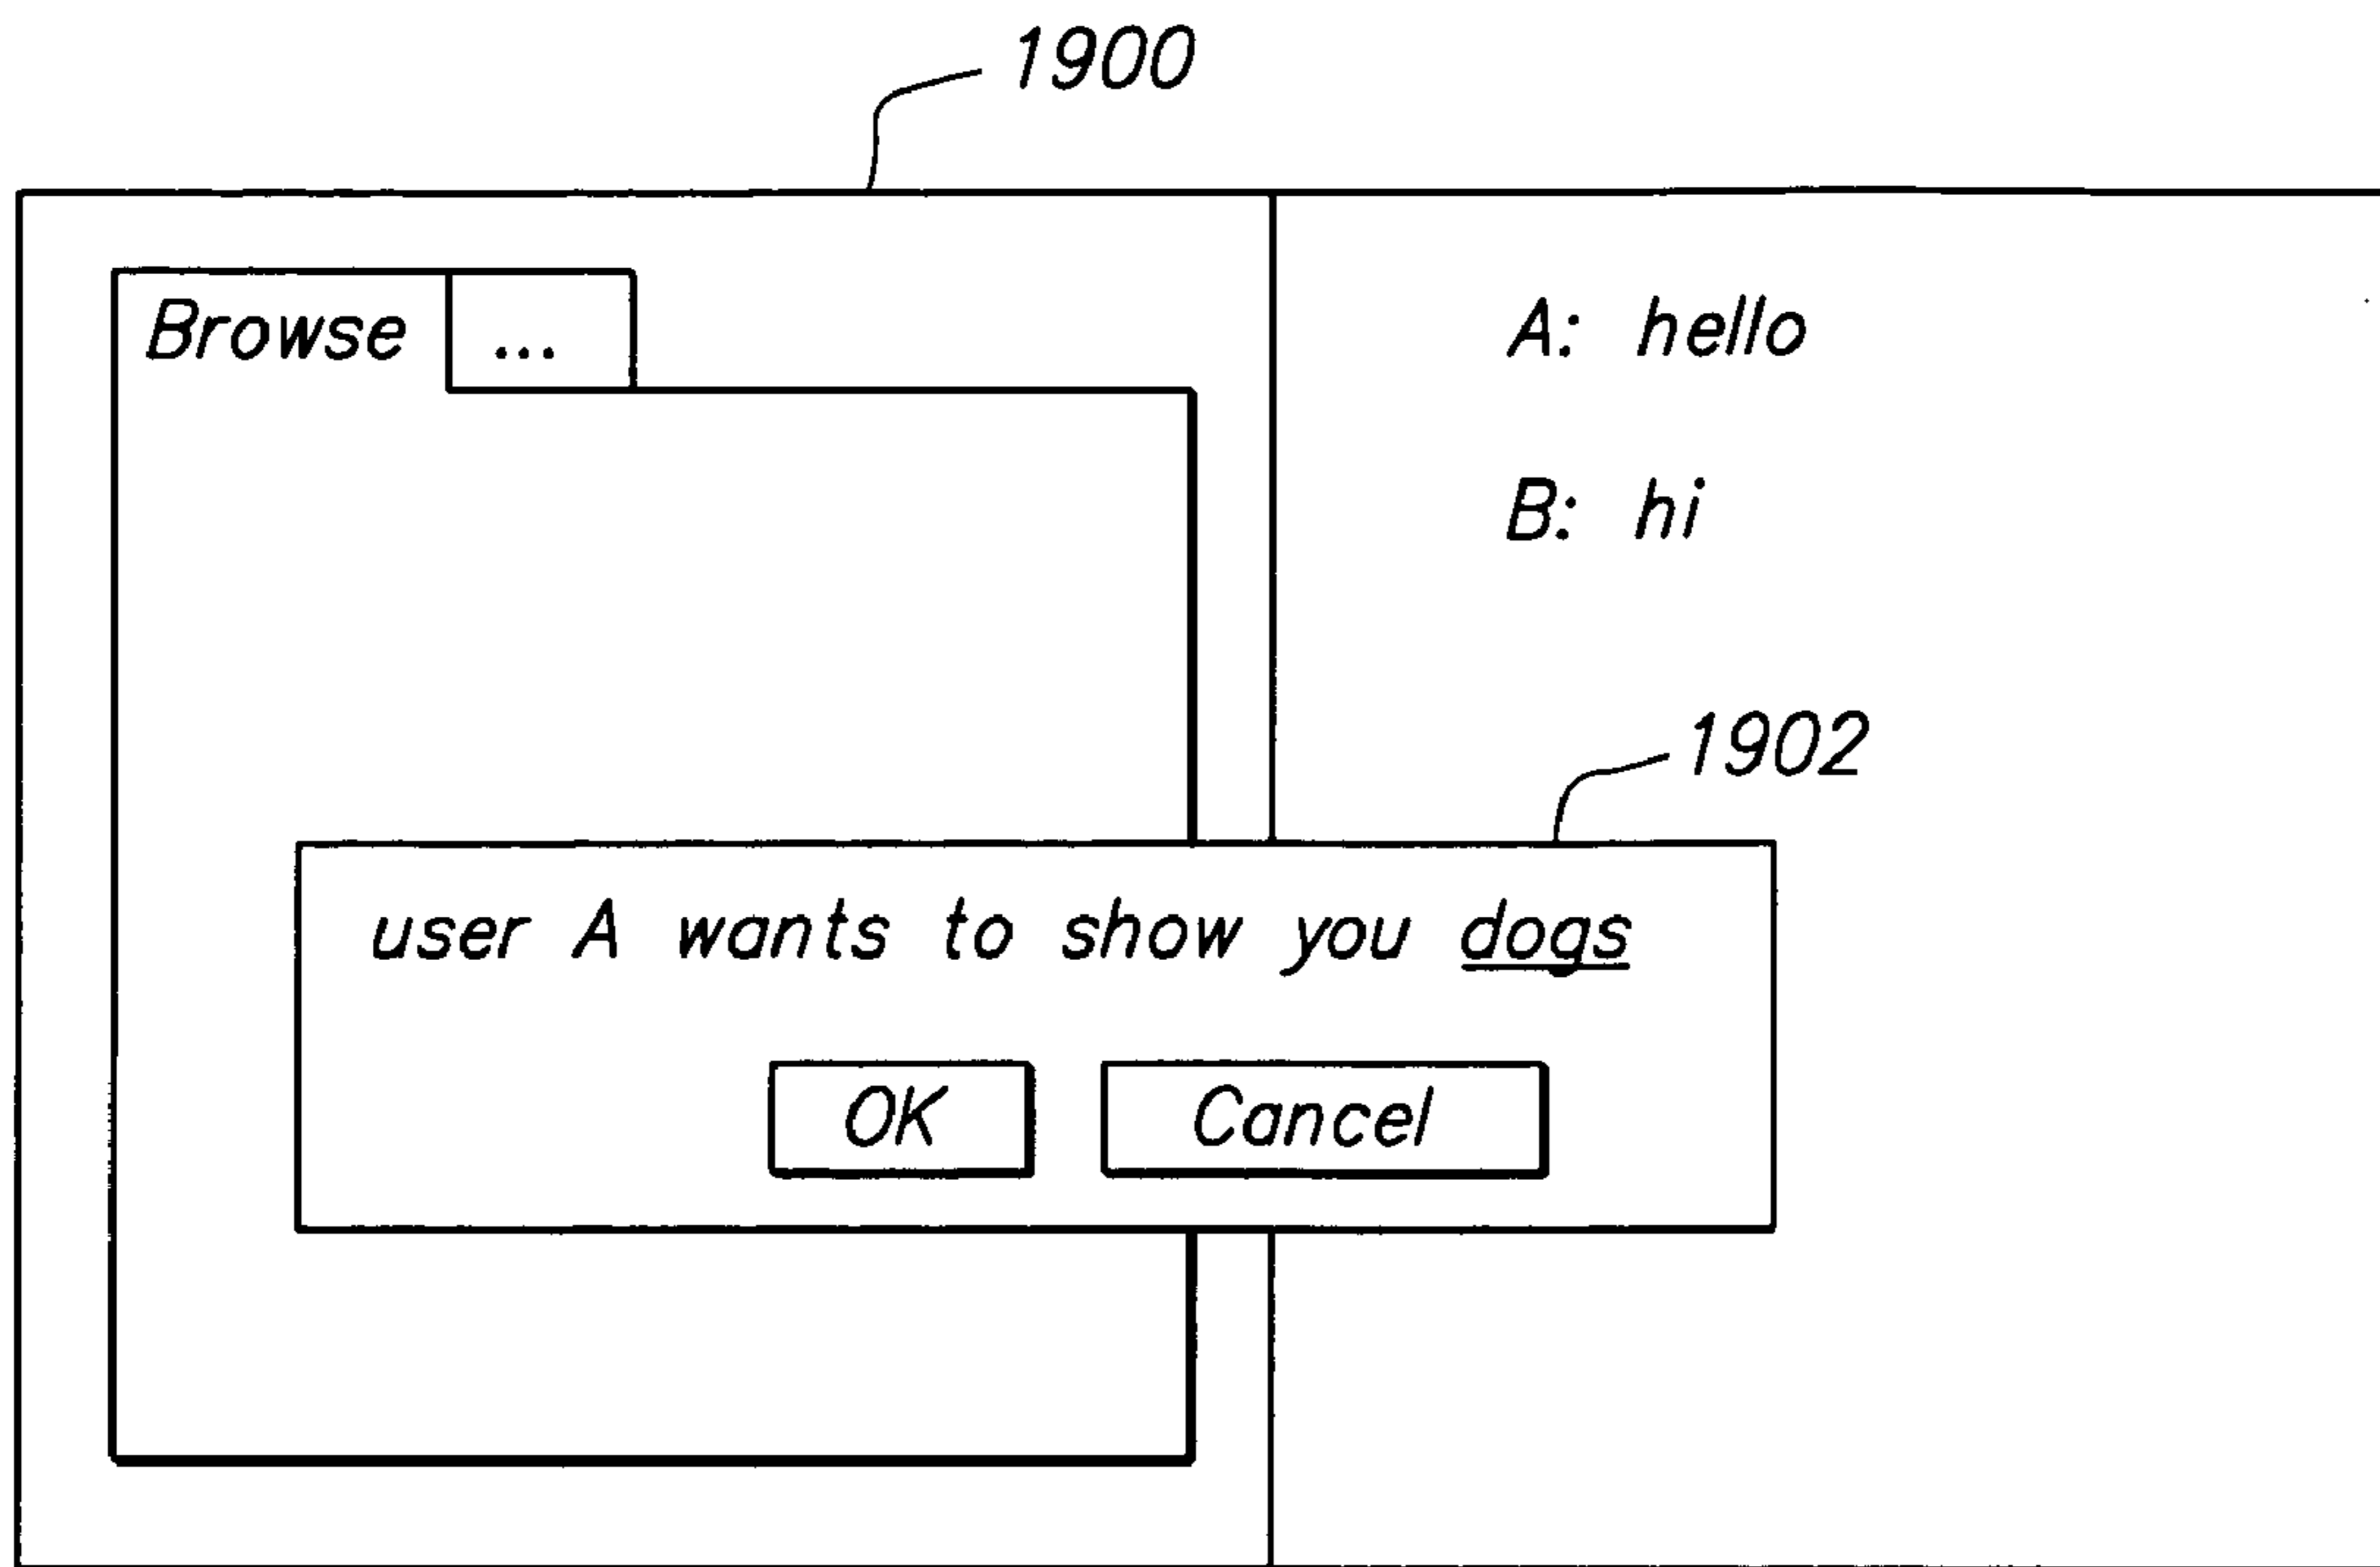 1900
Browse ...
A: hello
B: hi
1902
user A wants to show you dogs
OK Cancel